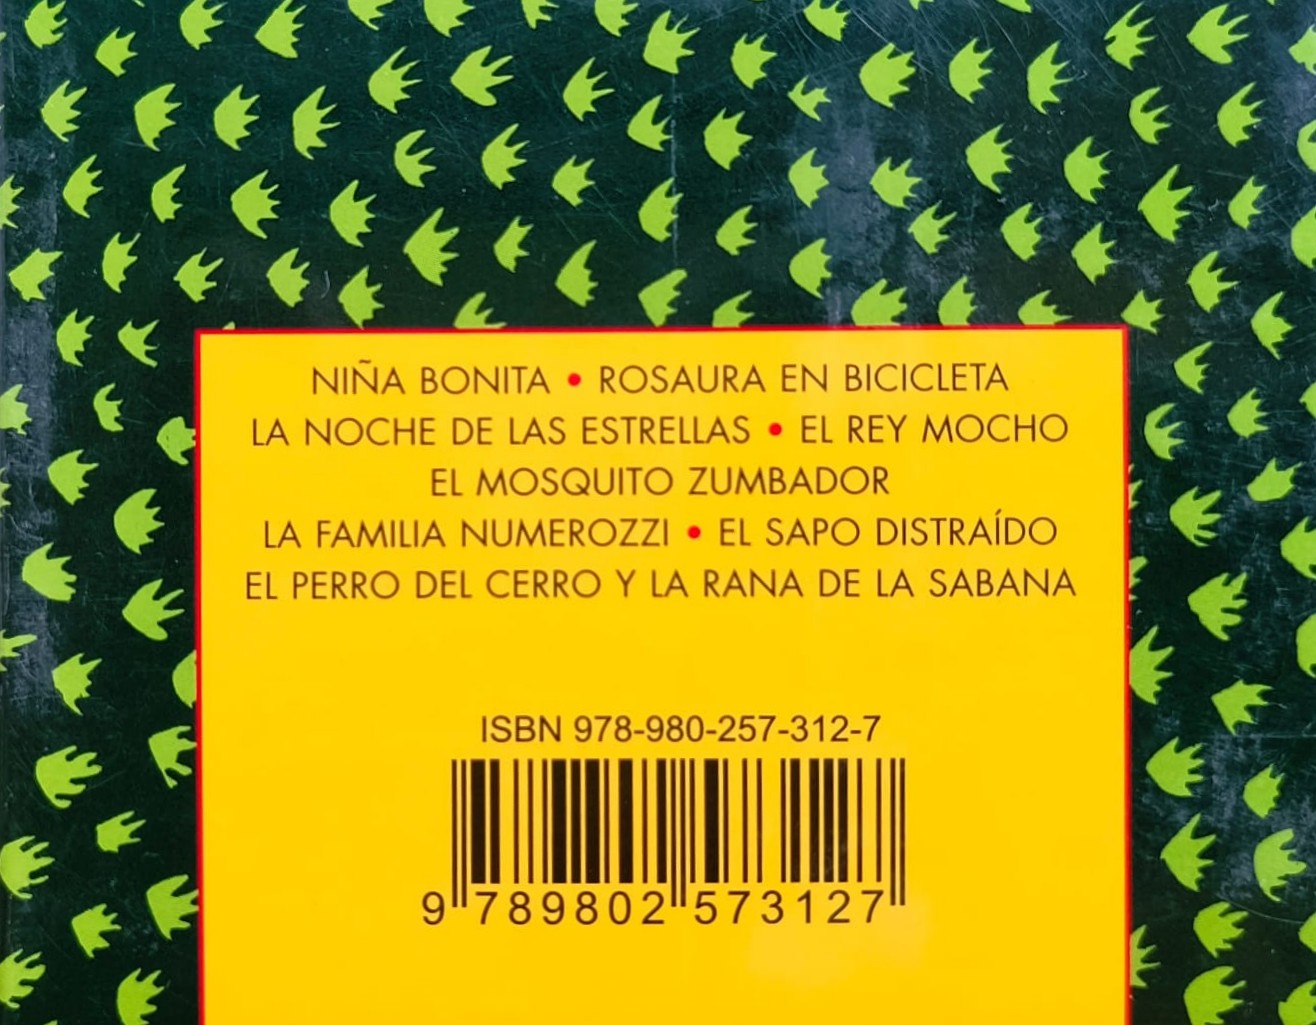 NIÑA BONITA • ROSAURA EN BICICLETA
LA NOCHE DE LAS ESTRELLAS • EL REY MOCHO
EL MOSQUITO ZUMBADOR
LA FAMILIA NUMEROZZI • EL SAPO DISTRAÍDO
EL PERRO DEL CERRO Y LA RANA DE LA SABANA
ISBN 978-980-257-312-7
9 789802 573127